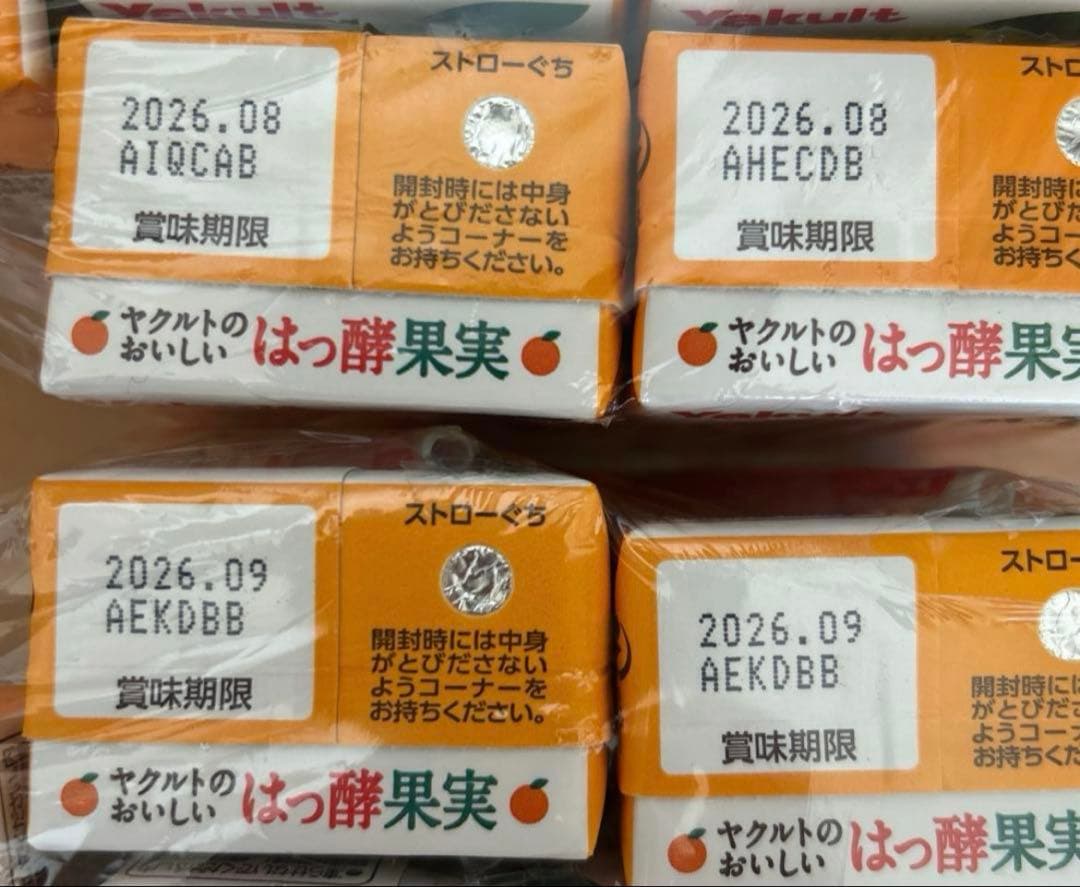 Yakult
Yakult
2026.08
AIQCAB
賞味期限
ストローぐち
開封時には中身
がとびださない
ようコーナーを
お持ちください。
ヤクルトの
おいしい
はっ酵果実
2026.08
AHECDB
賞味期限
ストロ
開封時に
がとびた
ようコー
お持ちく
ヤクルトの
おいしい
はっ酵果実
2026.09
AEKDBB
賞味期限
ストローぐち
開封時には中身
がとびださない
ようコーナーを
お持ちください。
ヤクルトの
おいしい
はっ酵果実
2026.09
AEKDBB
賞味期限
ストロー
開封時に
がとびださ
ようコーナ
お持ちくた
ヤクルトの
おいしい
はっ酵果実